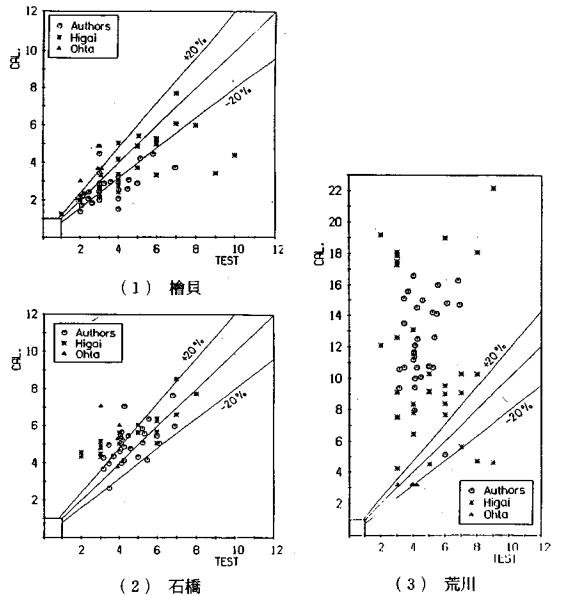 12
10
8
6
4
2
CAL.
Authors
Higai
Ohta
+20%
-20%
2 4 6 8 10 12
TEST
(1) 檜貝
12
10
8
6
4
2
CAL.
Authors
Higai
Ohta
+20%
-20%
2 4 6 8 10 12
TEST
(2) 石橋
22
20
18
16
14
12
10
8
6
4
2
CAL.
+20%
-20%
Authors
Higai
Ohta
2 4 6 8 10 12
TEST
(3) 荒川